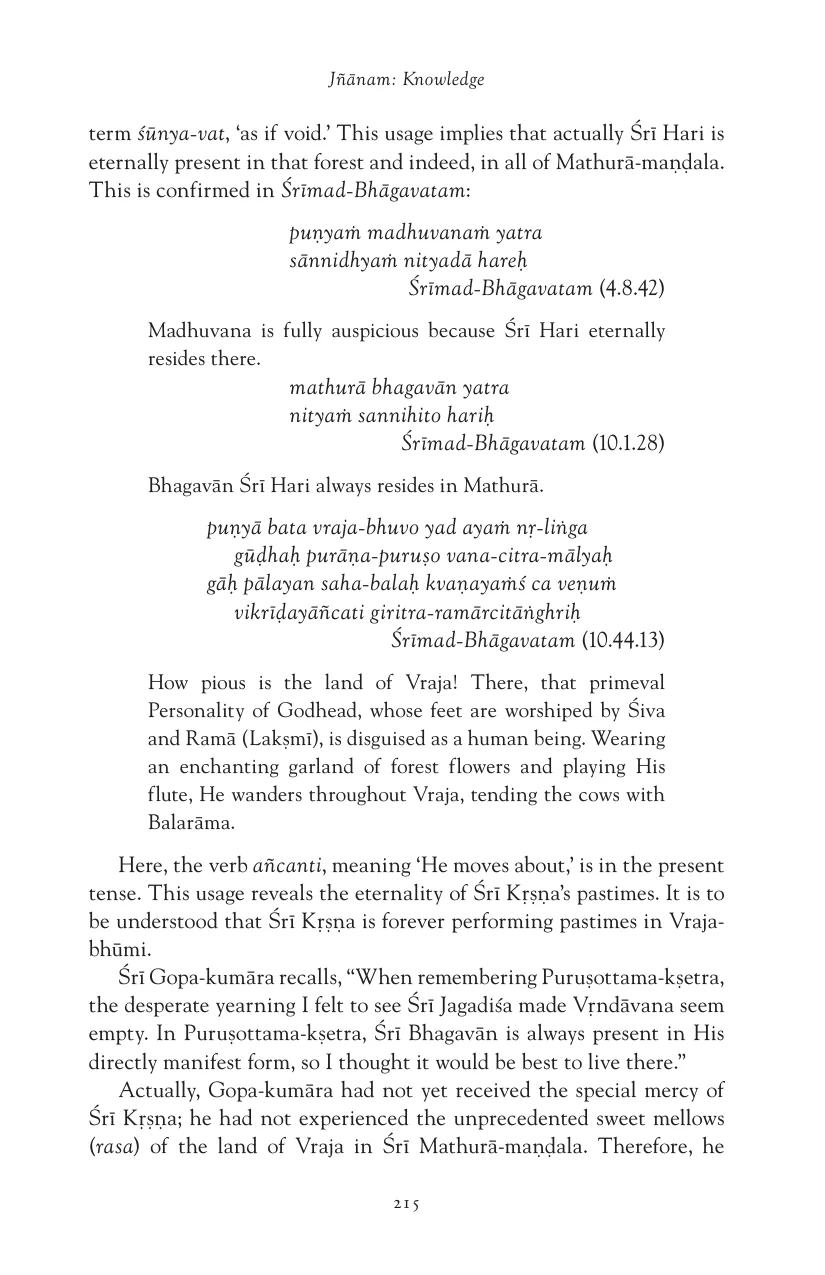 Jñānam: Knowledge
term śūnya-vat, ‘as if void.’ This usage implies that actually Śrī Hari is
eternally present in that forest and indeed, in all of Mathurā-maṇḍala.
This is confirmed in Śrīmad-Bhāgavatam:
puṇyaṁ madhuvanaṁ yatra
sānnidhyaṁ nityadā hareḥ
Śrīmad-Bhāgavatam (4.8.42)
Madhuvana is fully auspicious because Śrī Hari eternally
resides there.
mathurā bhagavān yatra
nityaṁ sannihito hariḥ
Śrīmad-Bhāgavatam (10.1.28)
Bhagavān Śrī Hari always resides in Mathurā.
puṇyā bata vraja-bhuvo yad ayaṁ nṛ-liṅga
gūḍhaḥ purāṇa-puruṣo vana-citra-mālyaḥ
gāḥ pālayan saha-balaḥ kvaṇayaṁś ca veṇuṁ
vikrīḍayāñcati giritra-ramārcitāṅghriḥ
Śrīmad-Bhāgavatam (10.44.13)
How pious is the land of Vraja! There, that primeval
Personality of Godhead, whose feet are worshiped by Śiva
and Ramā (Lakṣmī), is disguised as a human being. Wearing
an enchanting garland of forest flowers and playing His
flute, He wanders throughout Vraja, tending the cows with
Balarāma.
Here, the verb añcanti, meaning ‘He moves about,’ is in the present
tense. This usage reveals the eternality of Śrī Kṛṣṇa’s pastimes. It is to
be understood that Śrī Kṛṣṇa is forever performing pastimes in Vraja-
bhūmi.
Śrī Gopa-kumāra recalls, “When remembering Puruṣottama-kṣetra,
the desperate yearning I felt to see Śrī Jagadiśa made Vṛndāvana seem
empty. In Puruṣottama-kṣetra, Śrī Bhagavān is always present in His
directly manifest form, so I thought it would be best to live there.”
Actually, Gopa-kumāra had not yet received the special mercy of
Śrī Kṛṣṇa; he had not experienced the unprecedented sweet mellows
(rasa) of the land of Vraja in Śrī Mathurā-maṇḍala. Therefore, he
215